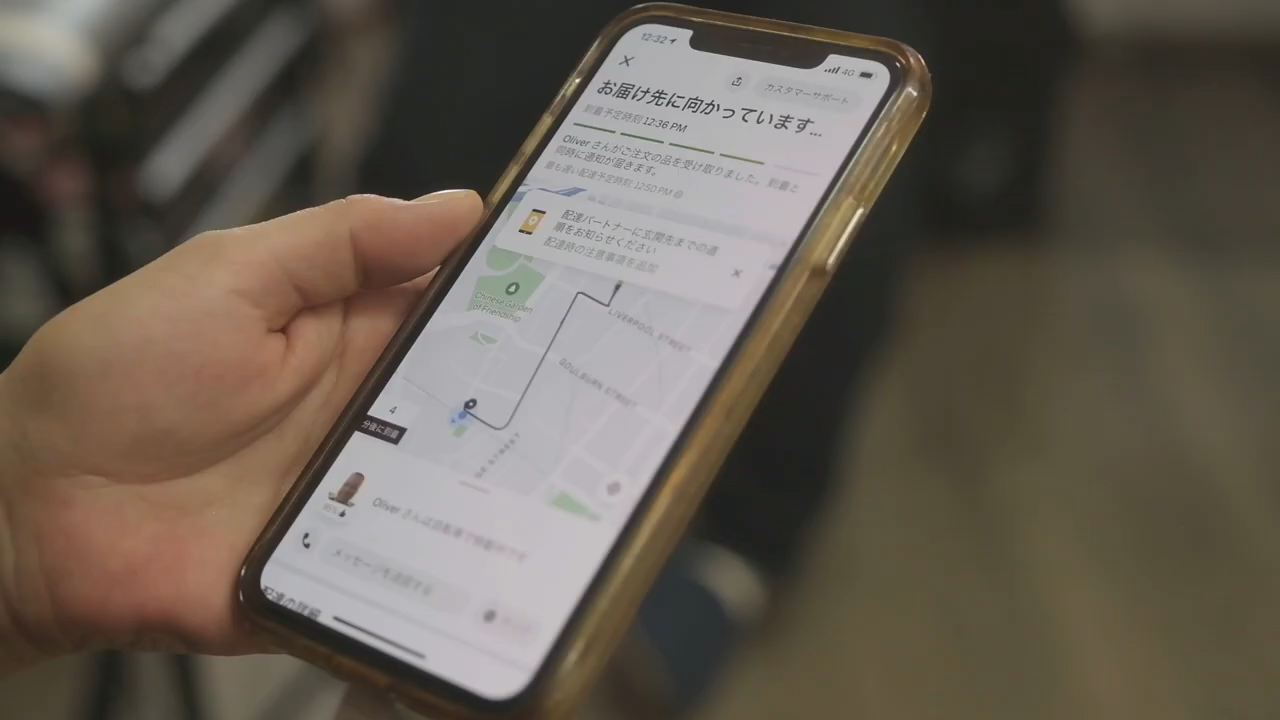 12:32
4G
カスタマーサポート
お届け先に向かっています...
到着予定時刻 12:36 PM
Oliver さんがご注文の品を受け取りました。到着と
同時に通知が届きます。
最も遅い配達予定時刻: 12:50 PM
配達パートナーに玄関先までの道
順をお知らせください
配達時の注意事項を追加
Chinese Garden
of Friendship
LIVERPOOL STREET
GOULBURN STREET
STREET
4
分後に到着
Oliver さんは自転車で移動中です
メッセージを送信する
配達の詳細